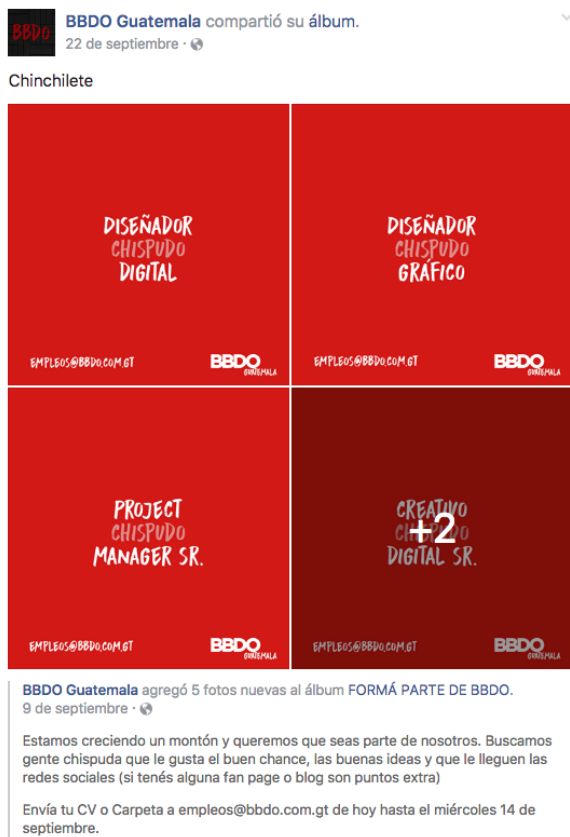 BBDO
BBDO Guatemala compartió su álbum.
22 de septiembre ·
Chinchilete
DISEÑADOR
CHISPUDO
DIGITAL
EMPLEOS@BBDO.COM.GT
BBDO
GUATEMALA
DISEÑADOR
CHISPUDO
GRÁFICO
EMPLEOS@BBDO.COM.GT
BBDO
GUATEMALA
PROJECT
CHISPUDO
MANAGER SR.
EMPLEOS@BBDO.COM.GT
BBDO
GUATEMALA
CREATIVO
CHISPUDO
+2
DIGITAL SR.
EMPLEOS@BBDO.COM.GT
BBDO
GUATEMALA
BBDO Guatemala agregó 5 fotos nuevas al álbum FORMÁ PARTE DE BBDO.
9 de septiembre ·
Estamos creciendo un montón y queremos que seas parte de nosotros. Buscamos
gente chispuda que le gusta el buen chance, las buenas ideas y que le lleguen las
redes sociales (si tenés alguna fan page o blog son puntos extra)
Envía tu CV o Carpeta a empleos@bbdo.com.gt de hoy hasta el miércoles 14 de
septiembre.